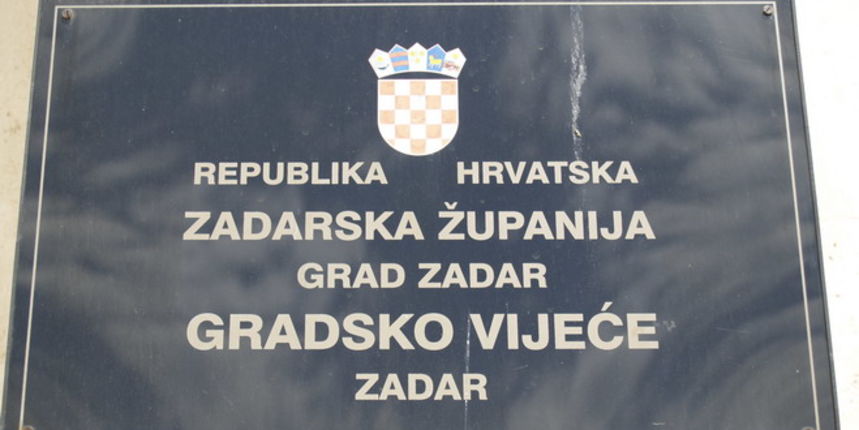 REPUBLIKA HRVATSKA
ZADARSKA ŽUPANIJA
GRAD ZADAR
GRADSKO VIJEĆE
ZADAR